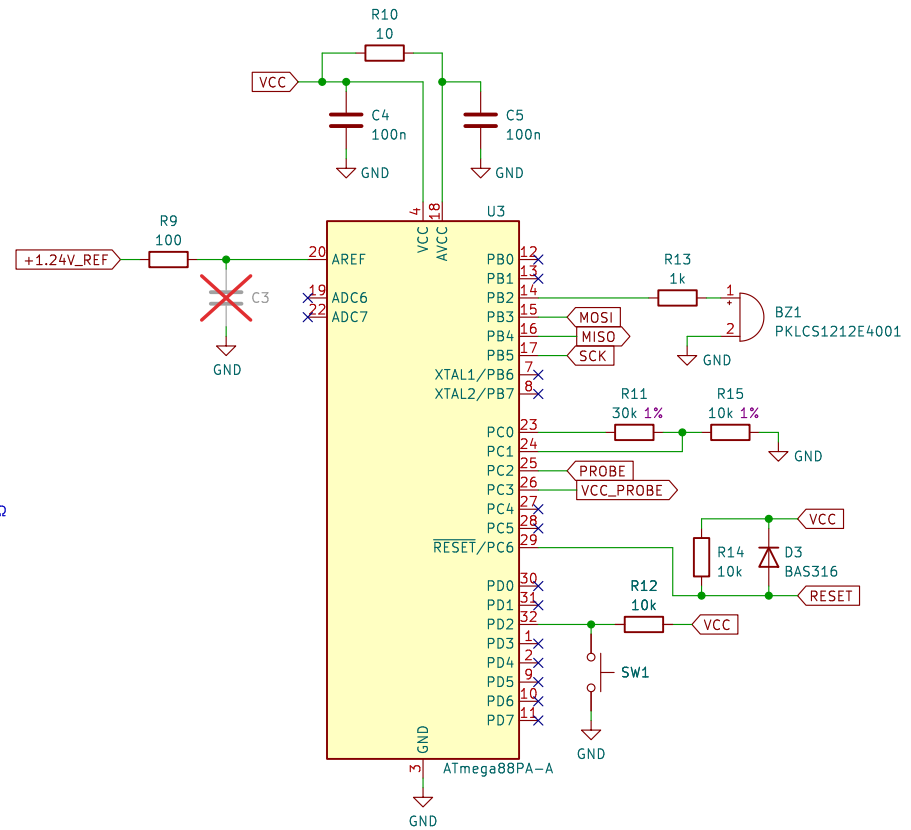 R10
10
VCC
C4
100n
C5
100n
GND
GND
U3
4
18
VCC
AVCC
R9
100
+1.24V_REF
20
AREF
C3
19
ADC6
22
ADC7
GND
PB0
12
PB1
13
PB2
14
PB3
15
MOSI
PB4
16
MISO
PB5
17
SCK
XTAL1/PB6
7
XTAL2/PB7
8
R13
1k
1
+
2
BZ1
PKLCS1212E4001
GND
R11
30k 1%
R15
10k 1%
PC0
23
PC1
24
GND
PC2
25
PROBE
PC3
26
VCC_PROBE
PC4
27
PC5
28
RESET/PC6
29
Ω
VCC
R14
10k
D3
BAS316
RESET
PD0
30
PD1
31
PD2
32
R12
10k
VCC
PD3
1
PD4
2
PD5
9
PD6
10
PD7
11
SW1
GND
GND
3
ATmega88PA-A
GND